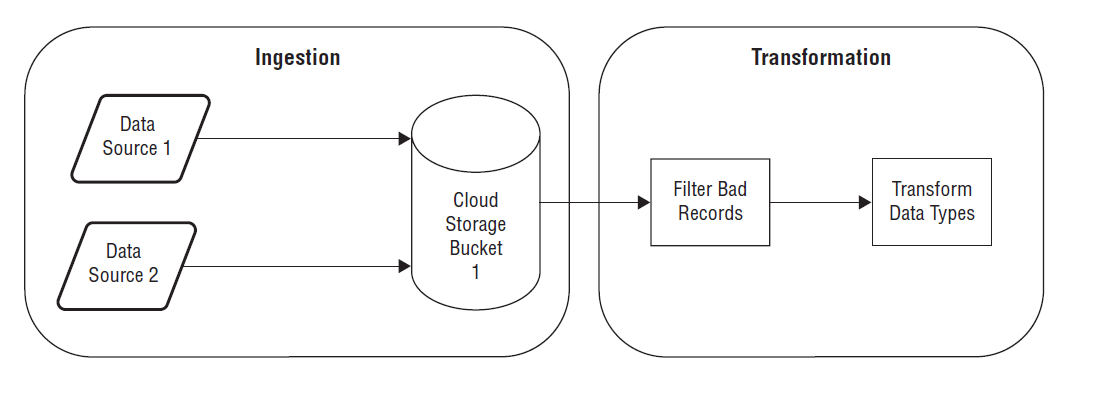 Ingestion
Transformation
Data
Source 1
Data
Source 2
Cloud
Storage
Bucket
1
Filter Bad
Records
Transform
Data Types